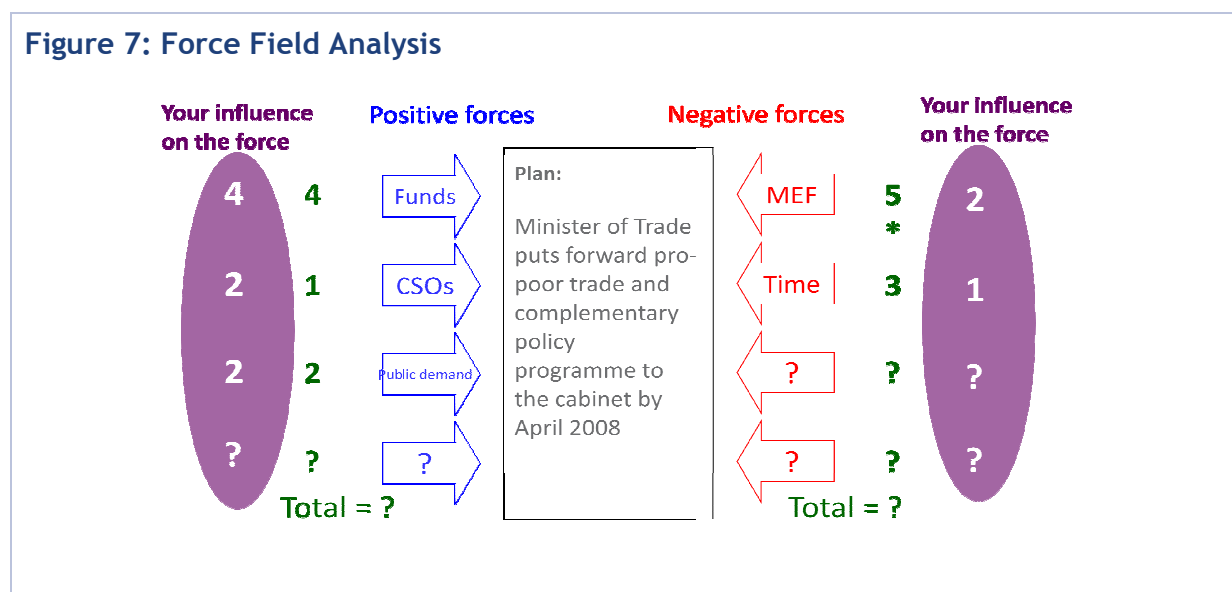 Figure 7: Force Field Analysis
Your influence
on the force
Positive forces
Negative forces
Your influence
on the force
4 4 Funds
2 1 CSOs
2 2 Public demand
? ? ?
Total = ?
Plan:
Minister of Trade
puts forward pro-
poor trade and
complementary
policy
programme to
the cabinet by
April 2008
MEF 5 2
*
Time 3 1
? ? ?
? ? ?
Total = ?